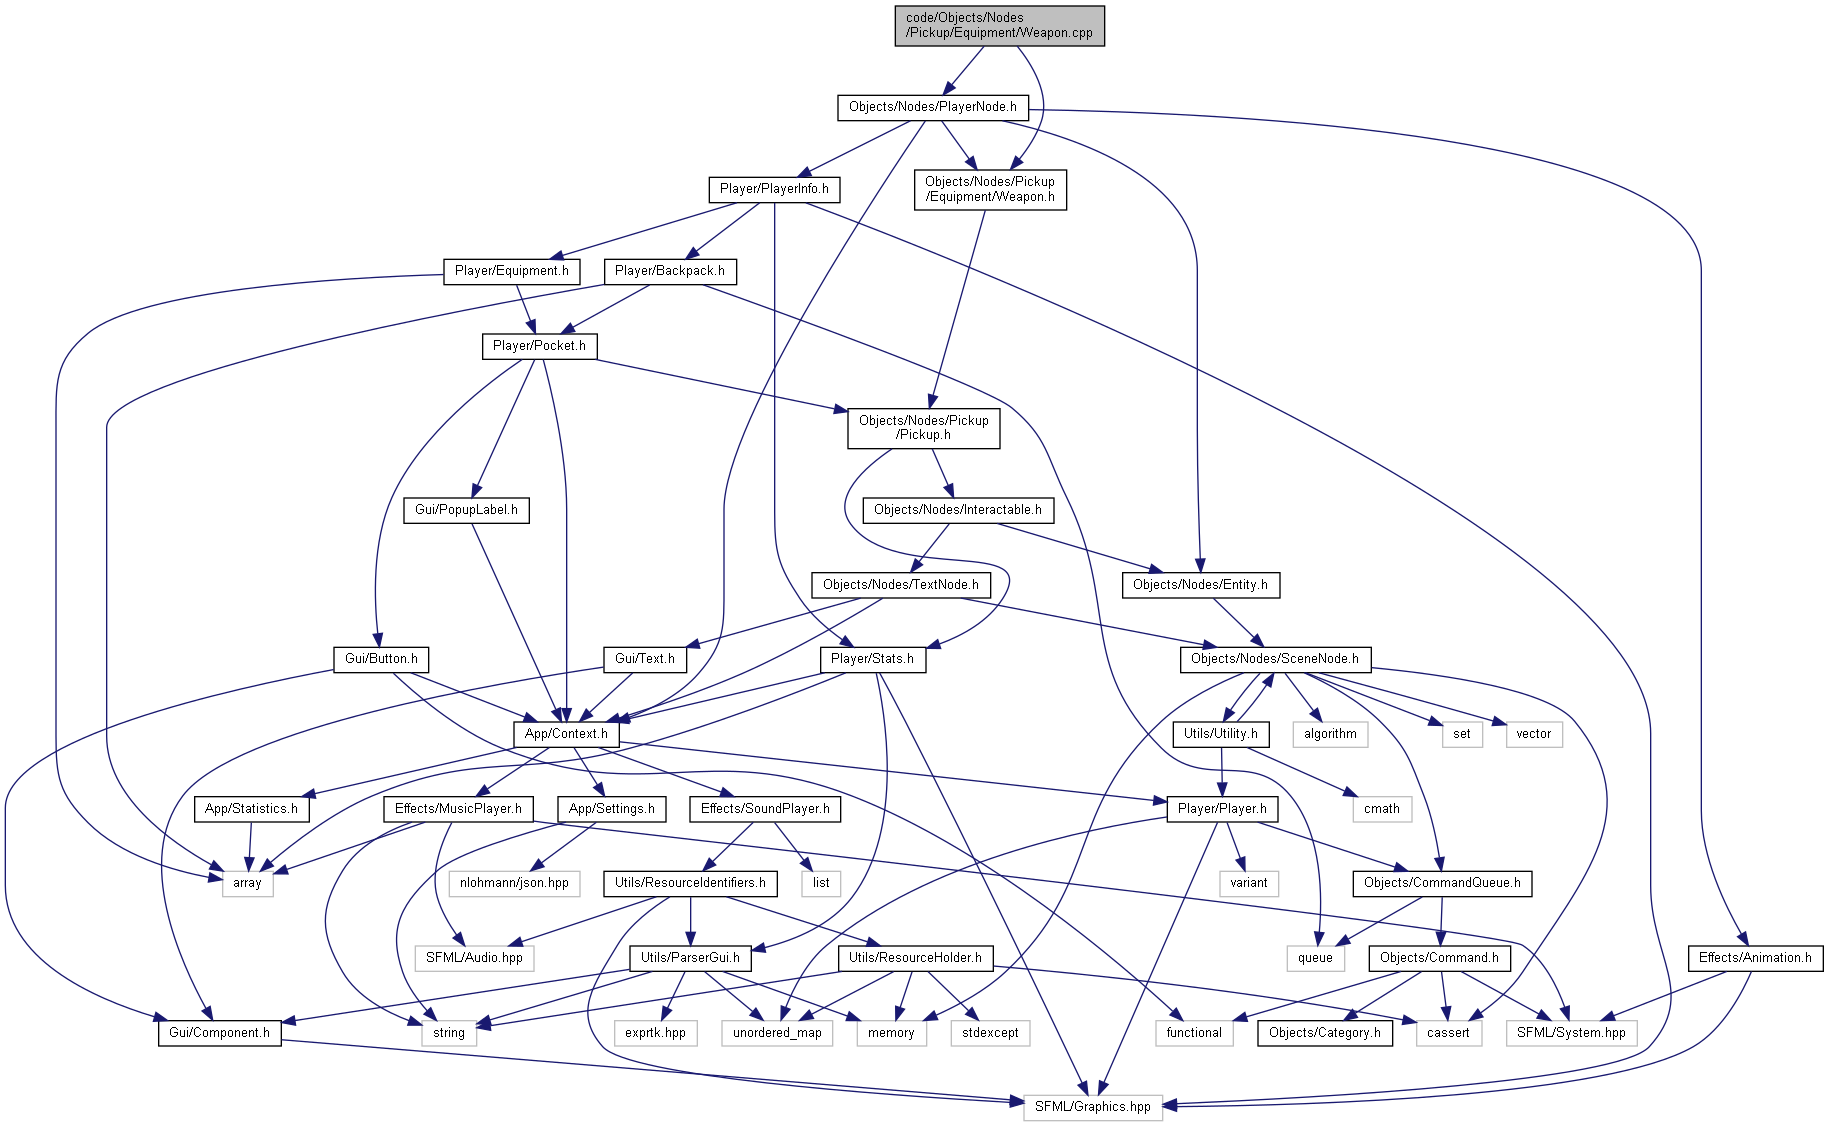 code/Objects/Nodes
/Pickup/Equipment/Weapon.cpp
Objects/Nodes/PlayerNode.h
Player/PlayerInfo.h
Objects/Nodes/Pickup
/Equipment/Weapon.h
Player/Equipment.h
Player/Backpack.h
Player/Pocket.h
Objects/Nodes/Pickup
/Pickup.h
Gui/PopupLabel.h
Objects/Nodes/Interactable.h
Objects/Nodes/TextNode.h
Objects/Nodes/Entity.h
Gui/Button.h
Gui/Text.h
Player/Stats.h
Objects/Nodes/SceneNode.h
App/Context.h
Utils/Utility.h
algorithm
set
vector
App/Statistics.h
Effects/MusicPlayer.h
App/Settings.h
Effects/SoundPlayer.h
Player/Player.h
cmath
array
nlohmann/json.hpp
Utils/ResourceIdentifiers.h
list
variant
Objects/CommandQueue.h
SFML/Audio.hpp
Utils/ParserGui.h
Utils/ResourceHolder.h
queue
Objects/Command.h
Effects/Animation.h
Gui/Component.h
string
exprtk.hpp
unordered_map
memory
stdexcept
functional
Objects/Category.h
cassert
SFML/System.hpp
SFML/Graphics.hpp